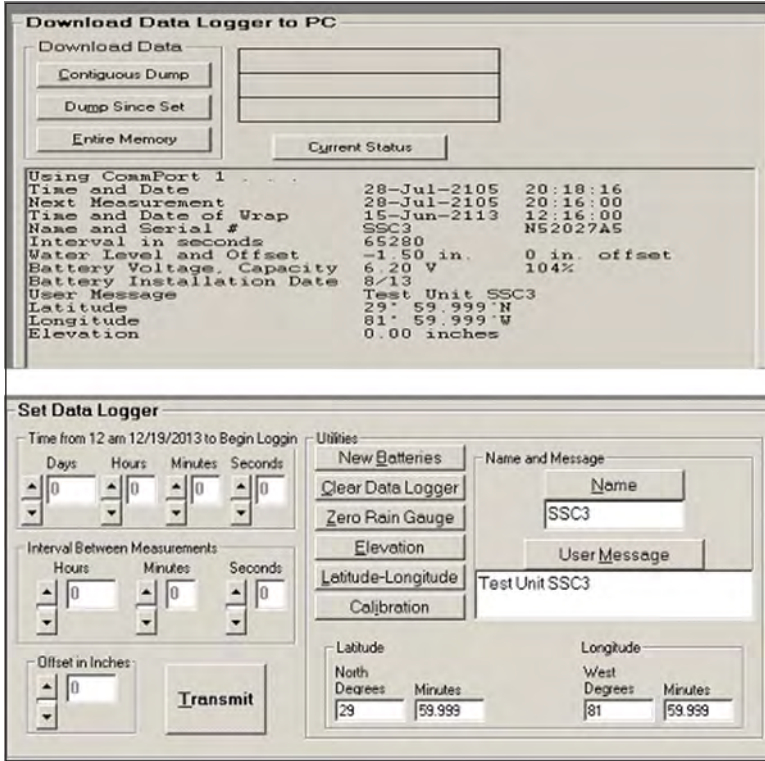 Download Data Logger to PC
Download Data
Contiguous Dump
Dump Since Set
Entire Memory
Current Status
Using CommPort 1 . . .
Time and Date 28-Jul-2105 20:18:16
Next Measurement 28-Jul-2105 20:16:00
Time and Date of Wrap 15-Jun-2113 12:16:00
Name and Serial # SSC3 N52027A5
Interval in seconds 65280
Water Level and Offset -1.50 in. 0 in. offset
Battery Voltage, Capacity 6.20 V 104%
Battery Installation Date 8/13
User Message Test Unit SSC3
Latitude 29° 59.999'N
Longitude 81° 59.999'W
Elevation 0.00 inches
Set Data Logger
Time from 12 am 12/19/2013 to Begin Loggin
Days Hours Minutes Seconds
0 0 0 0
Interval Between Measurements
Hours Minutes Seconds
0 0 0
Offset in Inches
0
Transmit
Utilities
New Batteries
Clear Data Logger
Zero Rain Gauge
Elevation
Latitude-Longitude
Calibration
Name and Message
Name
SSC3
User Message
Test Unit SSC3
Latitude
North
Degrees Minutes
29 59.999
Longitude
West
Degrees Minutes
81 59.999